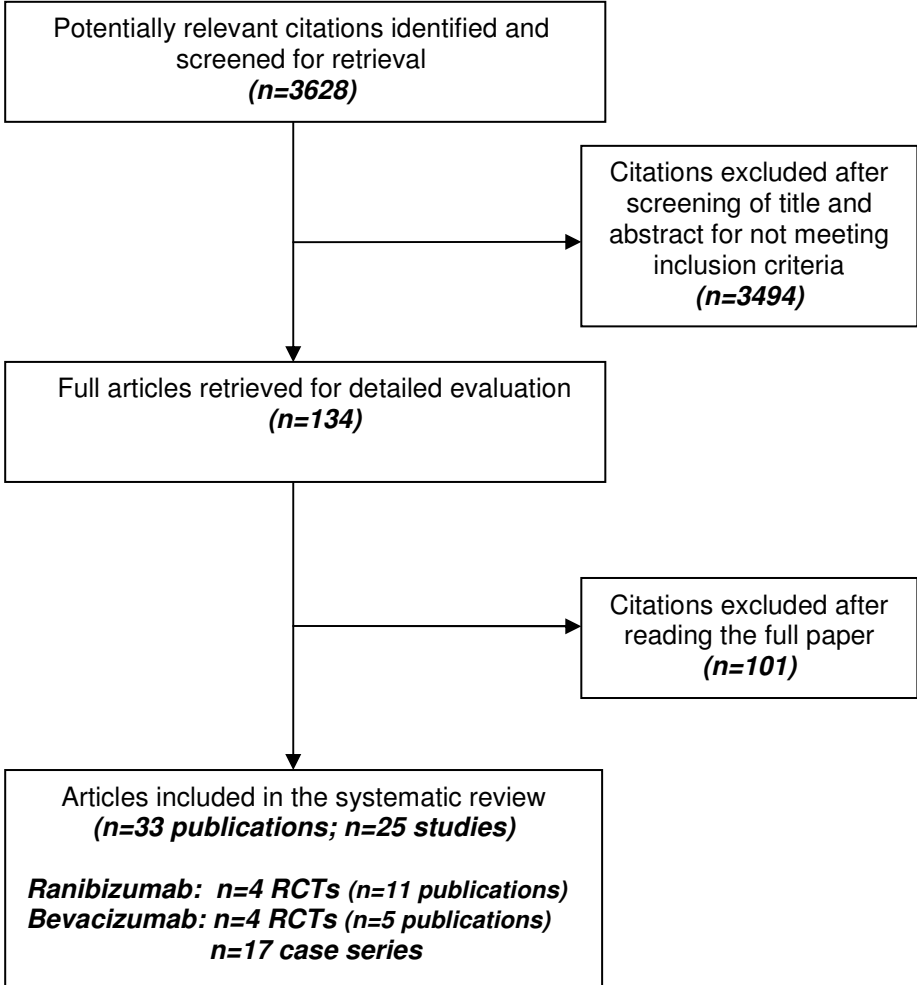 Potentially relevant citations identified and
screened for retrieval
(n=3628)
Citations excluded after
screening of title and
abstract for not meeting
inclusion criteria
(n=3494)
Full articles retrieved for detailed evaluation
(n=134)
Citations excluded after
reading the full paper
(n=101)
Articles included in the systematic review
(n=33 publications; n=25 studies)
Ranibizumab: n=4 RCTs (n=11 publications)
Bevacizumab: n=4 RCTs (n=5 publications)
n=17 case series